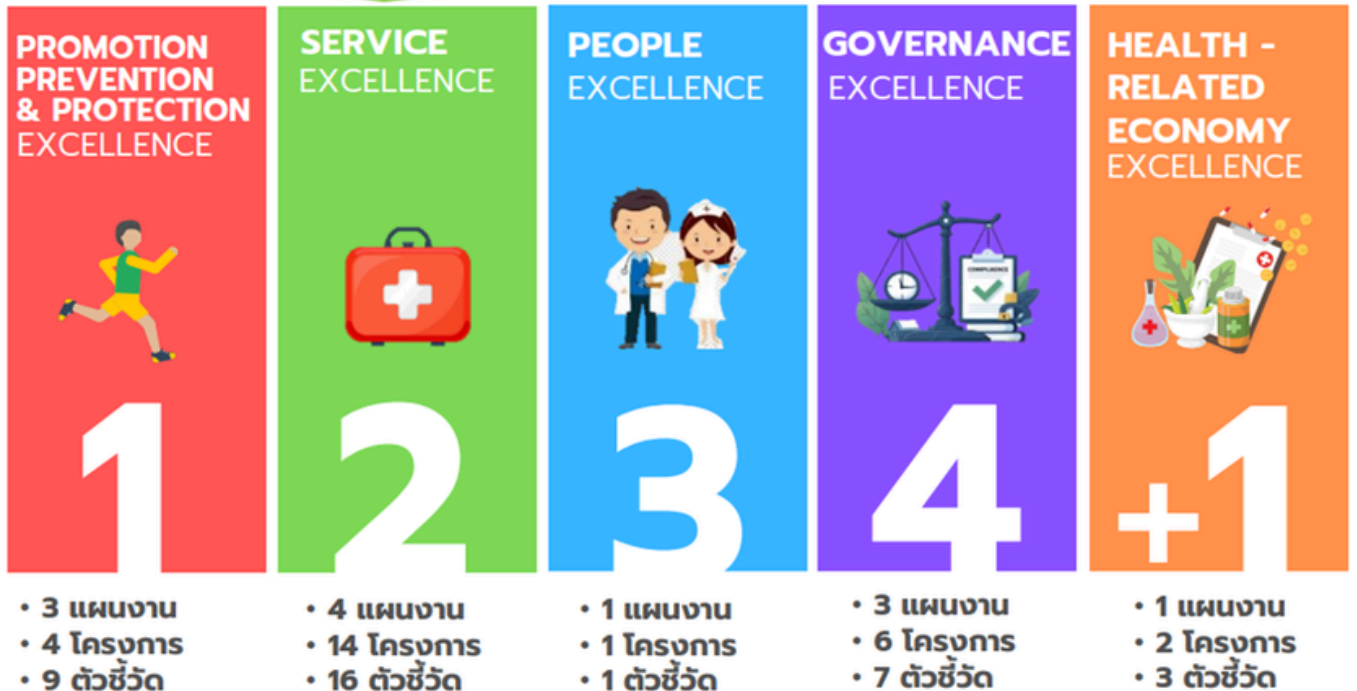 PROMOTION
PREVENTION
& PROTECTION
EXCELLENCE
1
• 3 แผนงาน
• 4 โครงการ
• 9 ตัวชี้วัด
SERVICE
EXCELLENCE
2
• 4 แผนงาน
• 14 โครงการ
• 16 ตัวชี้วัด
PEOPLE
EXCELLENCE
3
• 1 แผนงาน
• 1 โครงการ
• 1 ตัวชี้วัด
GOVERNANCE
EXCELLENCE
COMPLIANCE
4
• 3 แผนงาน
• 6 โครงการ
• 7 ตัวชี้วัด
HEALTH -
RELATED
ECONOMY
EXCELLENCE
+1
• 1 แผนงาน
• 2 โครงการ
• 3 ตัวชี้วัด